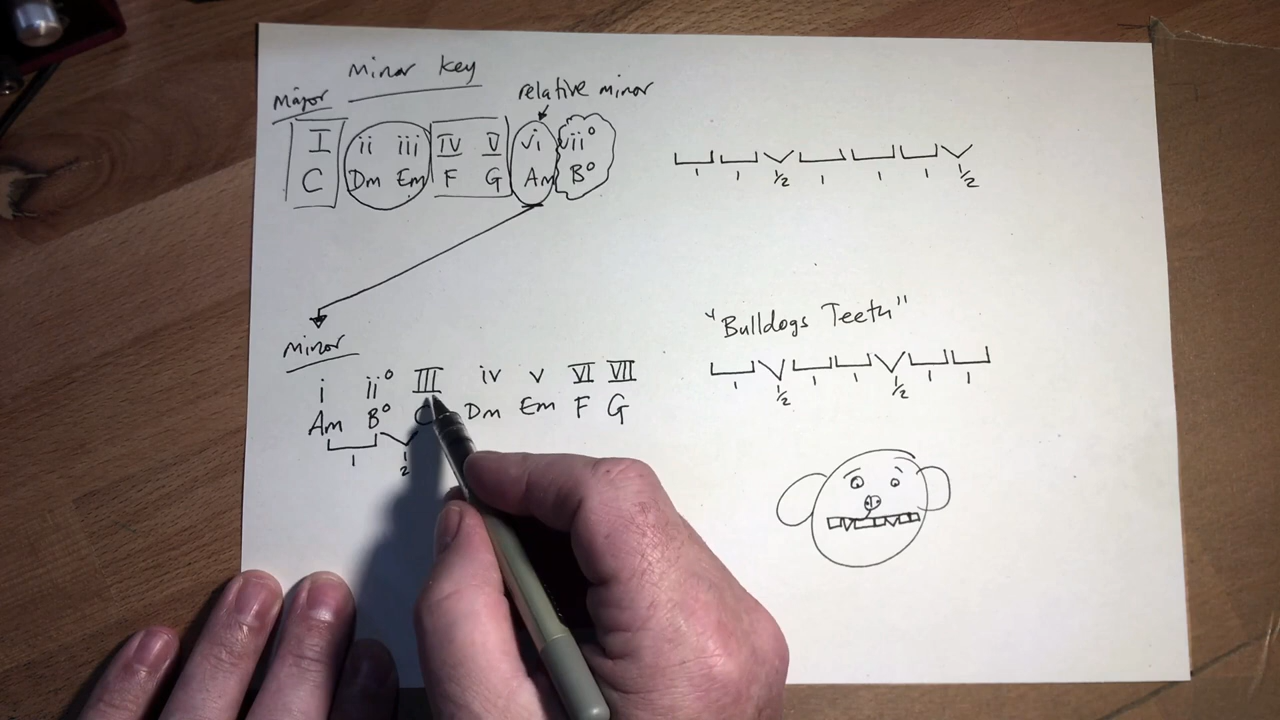 Minor Key
Major
relative minor
I ii iii IV V vi vii°
C Dm Em F G Am B°
1 1 1/2 1 1 1 1/2
"Bulldogs Teeth"
Minor
i ii° III iv v VI VII
Am B° C Dm Em F G
1 1/2
1 1/2 1 1 1/2 1 1